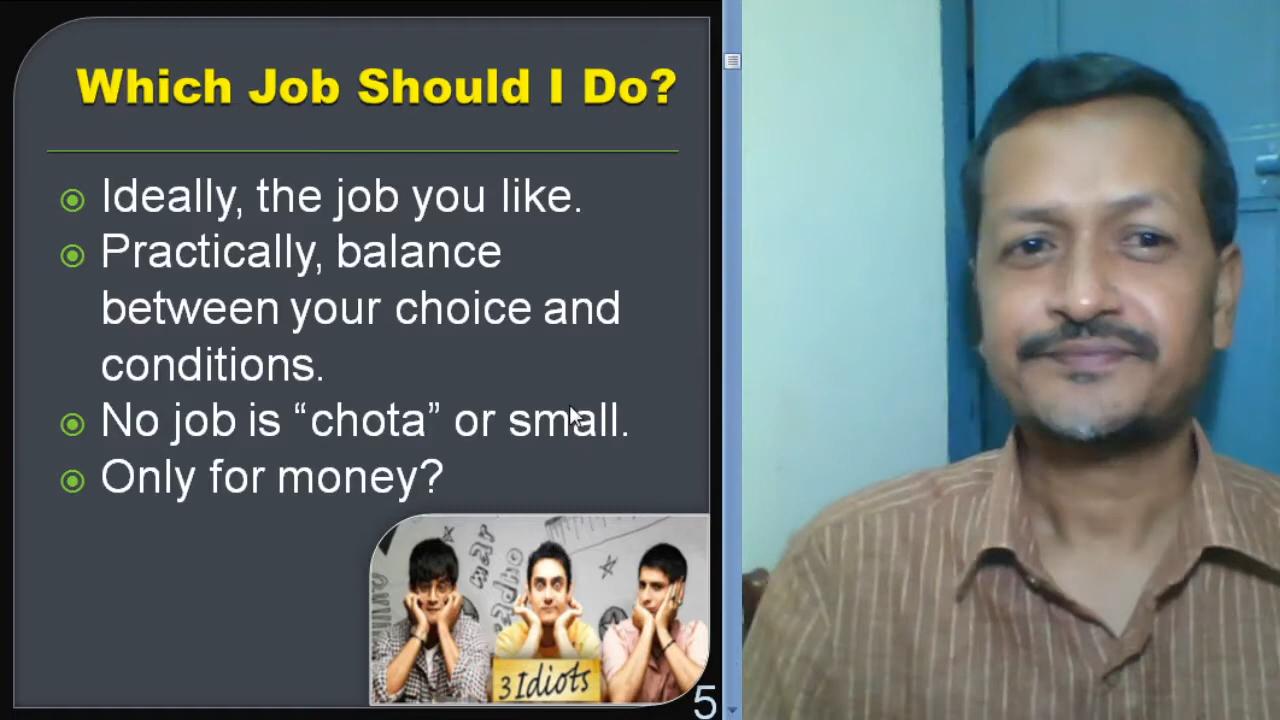 Which Job Should I Do?
Ideally, the job you like.
Practically, balance
between your choice and
conditions.
No job is “chota” or small.
Only for money?
3 Idiots
5